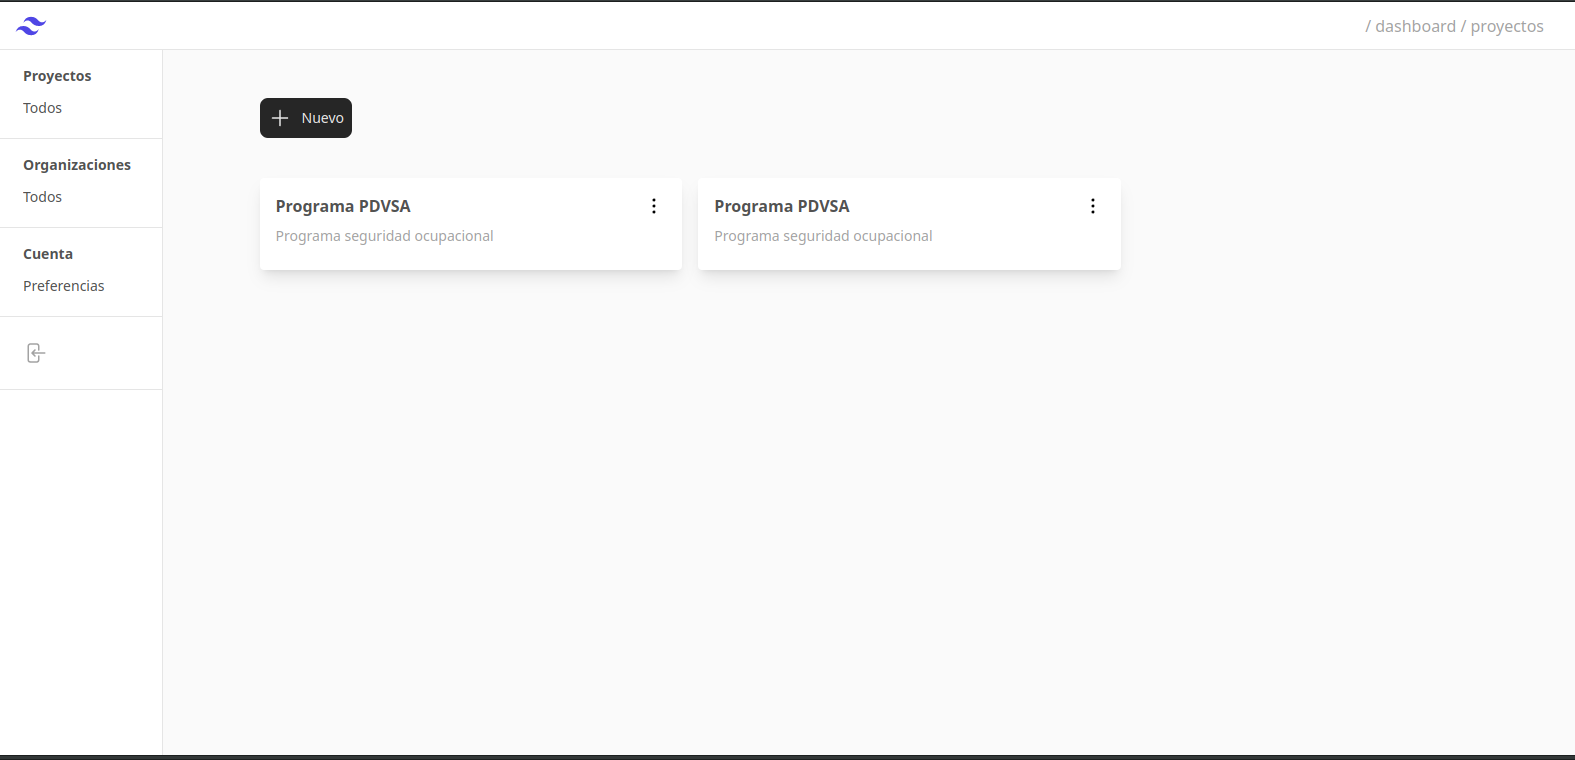 / dashboard / proyectos
Proyectos
Todos
Organizaciones
Todos
Cuenta
Preferencias
Nuevo
Programa PDVSA
Programa seguridad ocupacional
Programa PDVSA
Programa seguridad ocupacional